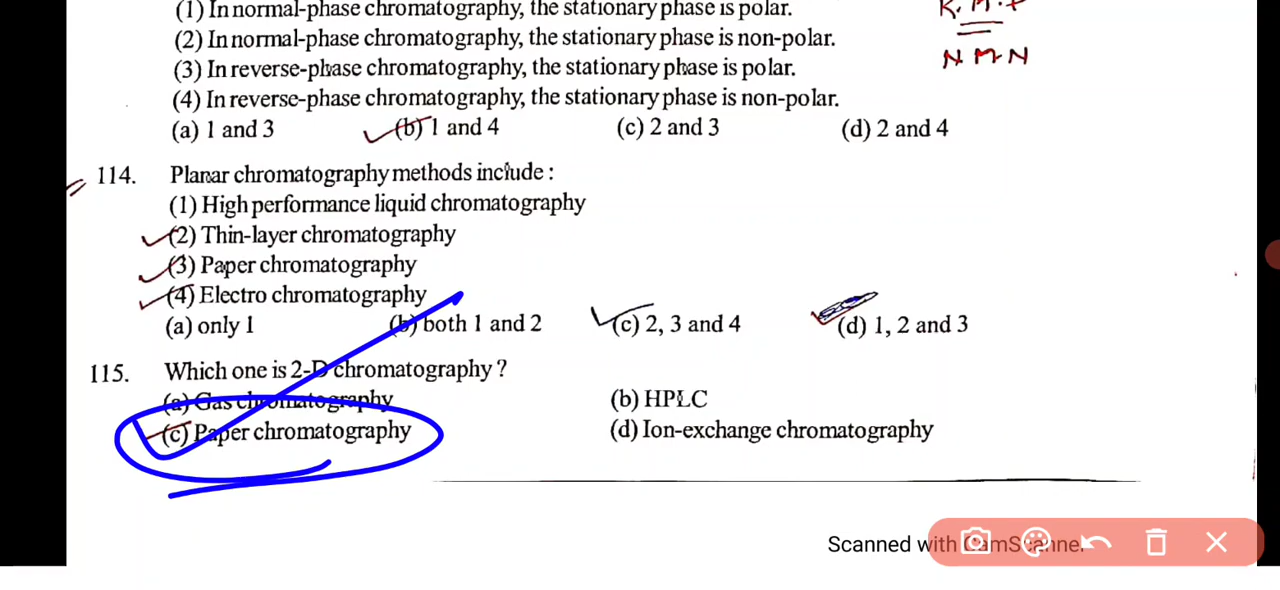 (1) In normal-phase chromatography, the stationary phase is polar.
(2) In normal-phase chromatography, the stationary phase is non-polar.
(3) In reverse-phase chromatography, the stationary phase is polar.
(4) In reverse-phase chromatography, the stationary phase is non-polar.
(a) 1 and 3 (b) 1 and 4 (c) 2 and 3 (d) 2 and 4
114. Planar chromatography methods include :
(1) High performance liquid chromatography
(2) Thin-layer chromatography
(3) Paper chromatography
(4) Electro chromatography
(a) only 1 (b) both 1 and 2 (c) 2, 3 and 4 (d) 1, 2 and 3
115. Which one is 2-D chromatography ?
(a) Gas chromatography (b) HPLC
(c) Paper chromatography (d) Ion-exchange chromatography
Scanned with CamScanner